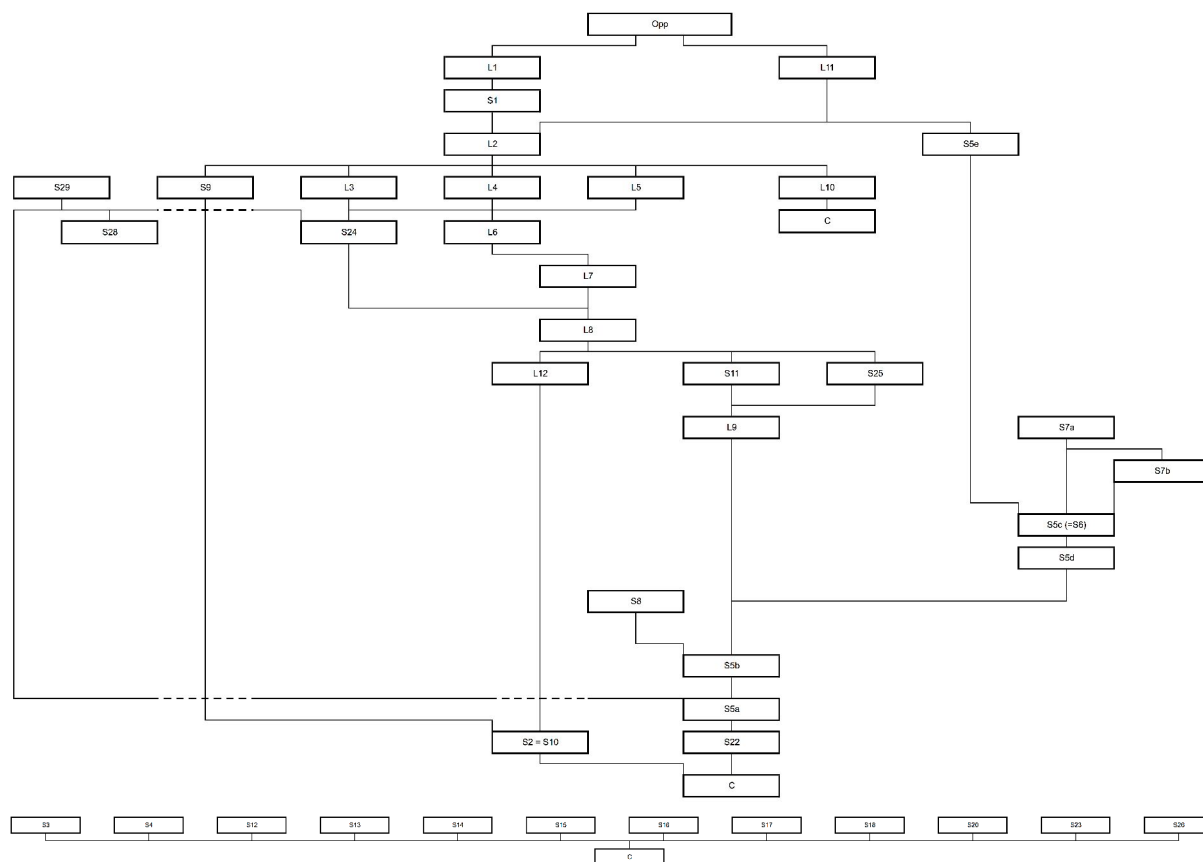 Opp
L1 L11
S1
L2 S5e
S29 S9 L3 L4 L5 L10
S28 S24 L6 C
L7
L8
L12 S11 S25
L9 S7a
S7b
S5c (=S6)
S5d
S8
S5b
S5a
S2 = S10 S22
C
S3 S4 S12 S13 S14 S15 S16 S17 S18 S20 S23 S26
C